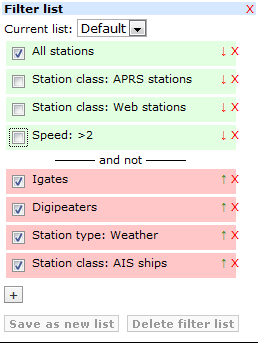 Filter list X
Current list: Default
All stations ↓ X
Station class: APRS stations ↓ X
Station class: Web stations ↓ X
Speed: >2 ↓ X
and not
Igates ↑ X
Digipeaters ↑ X
Station type: Weather ↑ X
Station class: AIS ships ↑ X
+
Save as new list Delete filter list